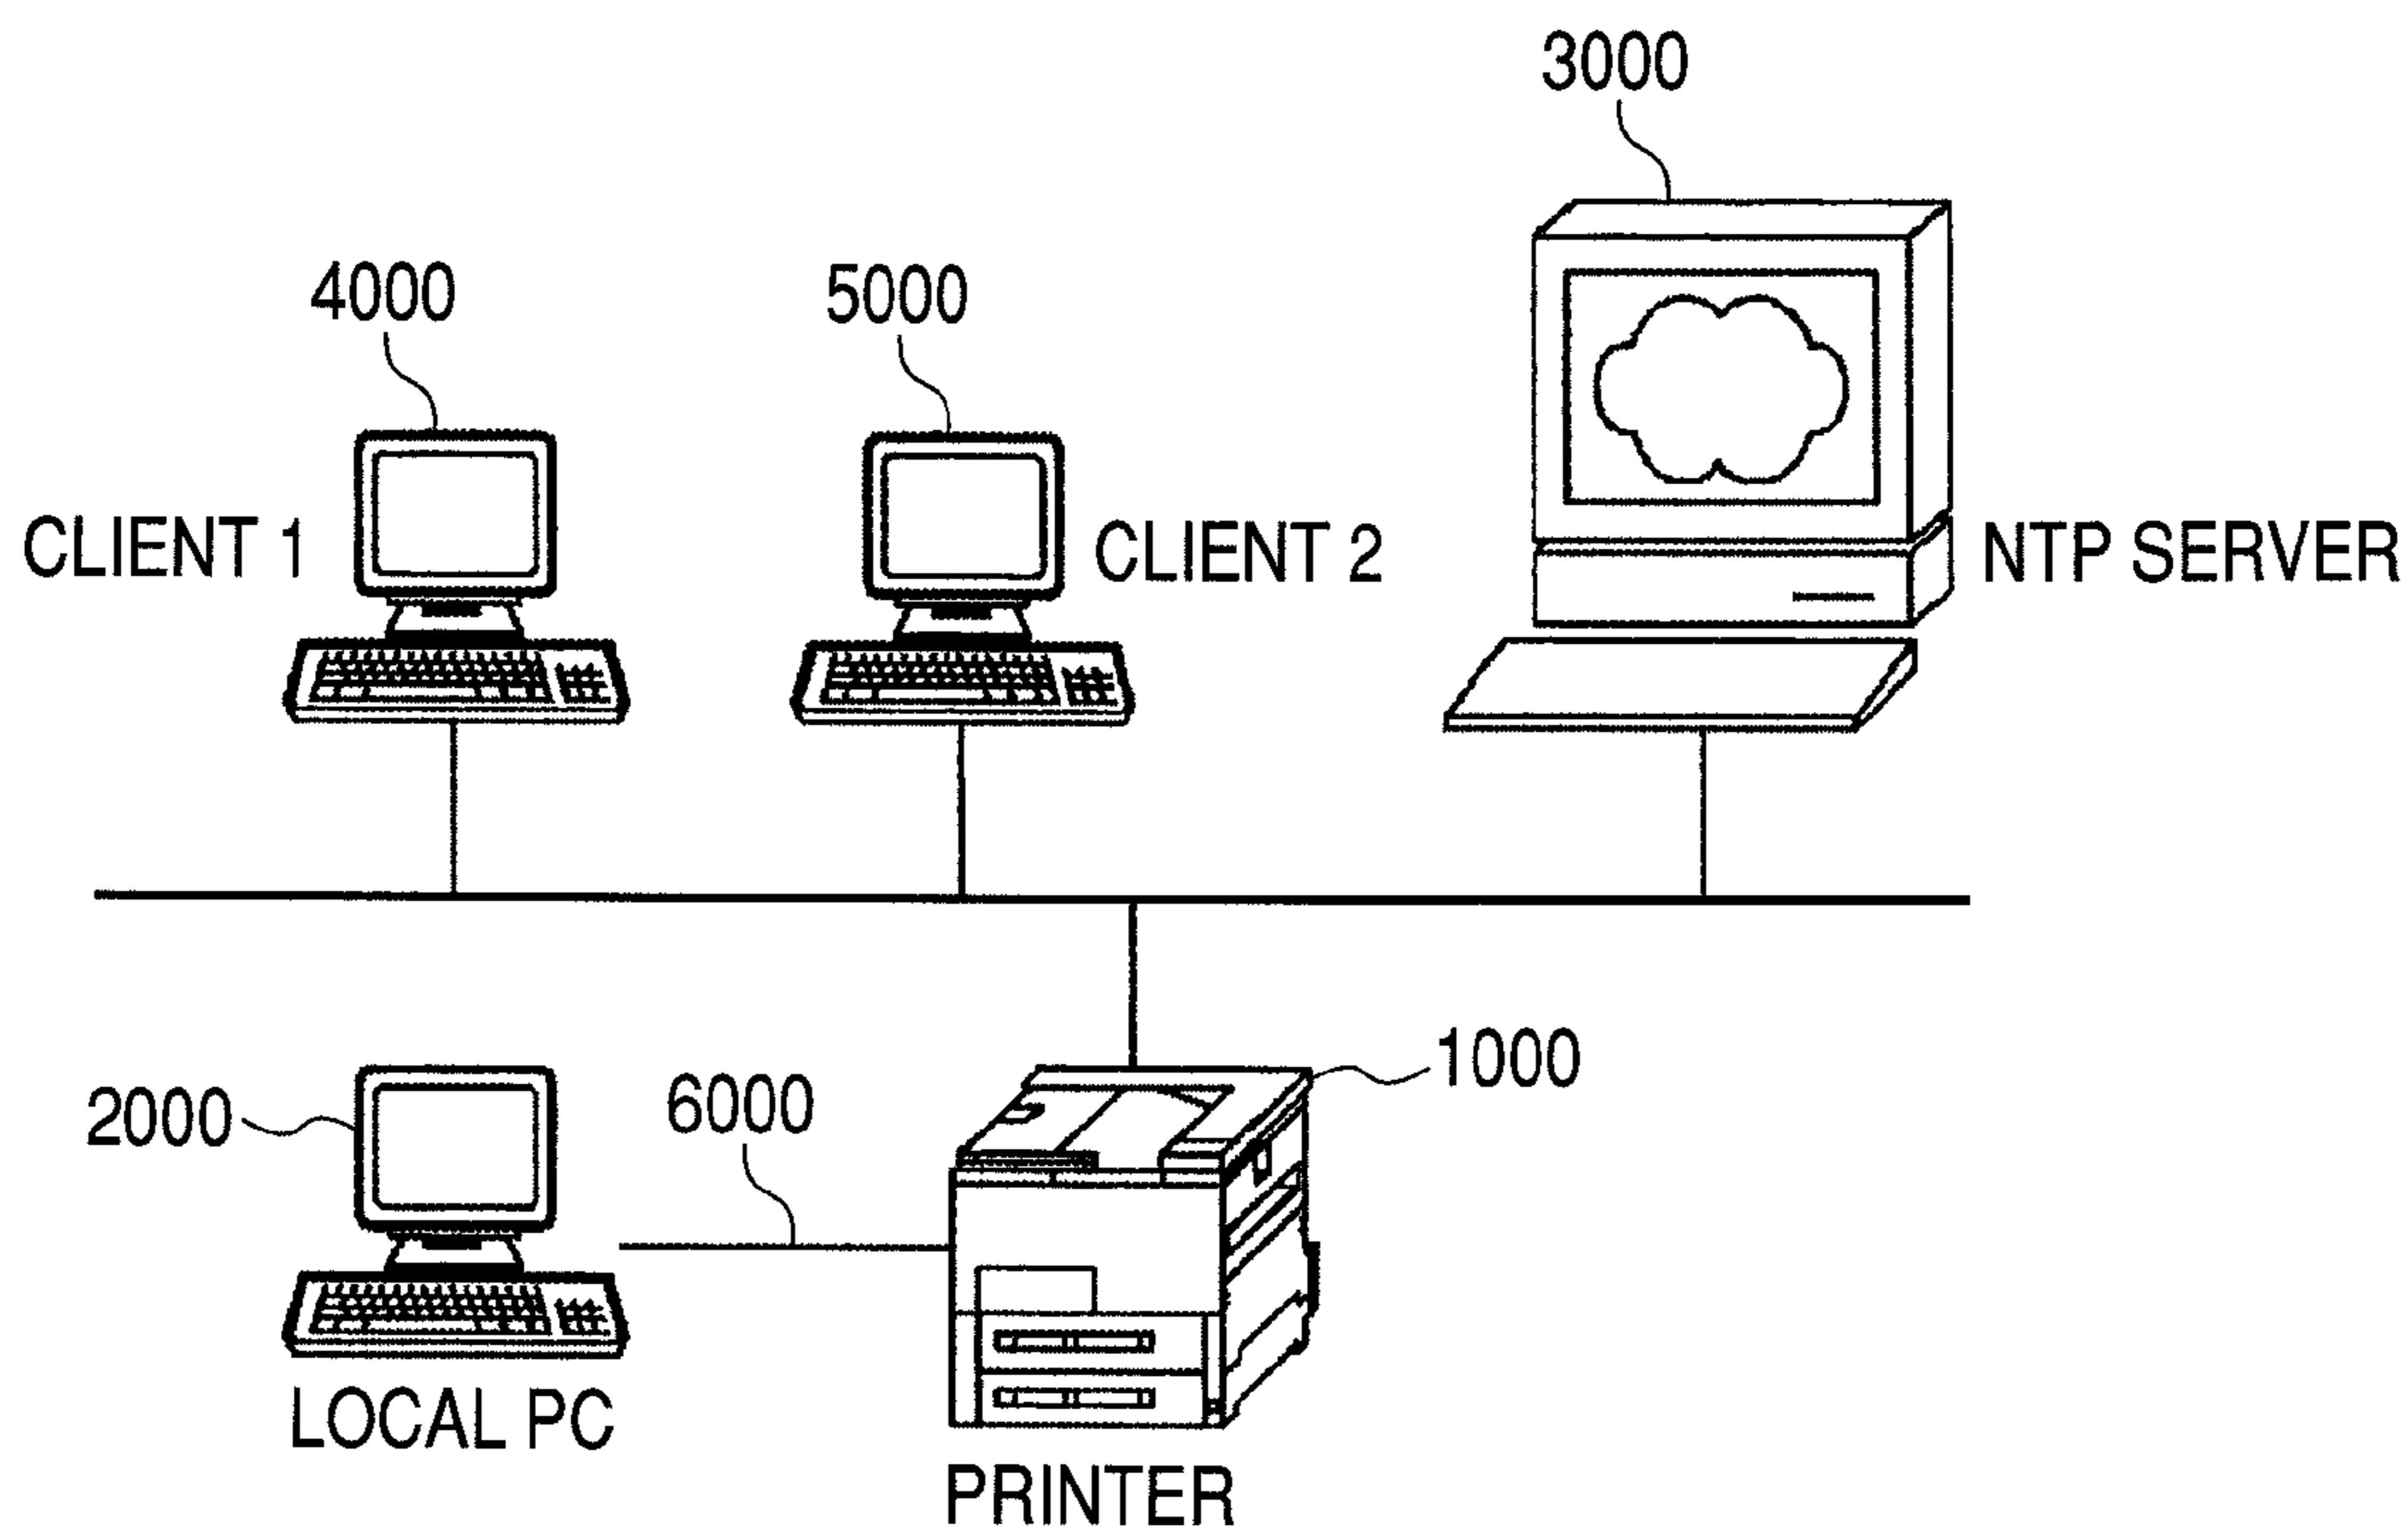 3000
4000
5000
CLIENT 1
CLIENT 2
NTP SERVER
1000
2000
6000
LOCAL PC
PRINTER